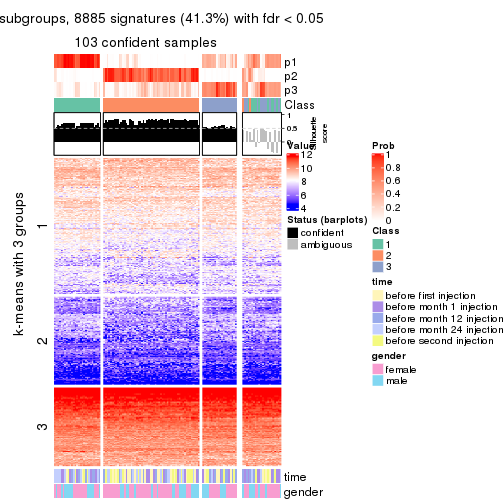 subgroups, 8885 signatures (41.3%) with fdr < 0.05
103 confident samples
p1
p2
p3
Class
1
0.5
0
Silhouette
score
k-means with 3 groups
1
2
3
time
gender
Value
12
10
8
6
4
Status (barplots)
confident
ambiguous
Prob
1
0.8
0.6
0.4
0.2
0
Class
1
2
3
time
before first injection
before month 1 injection
before month 12 injection
before month 24 injection
before second injection
gender
female
male